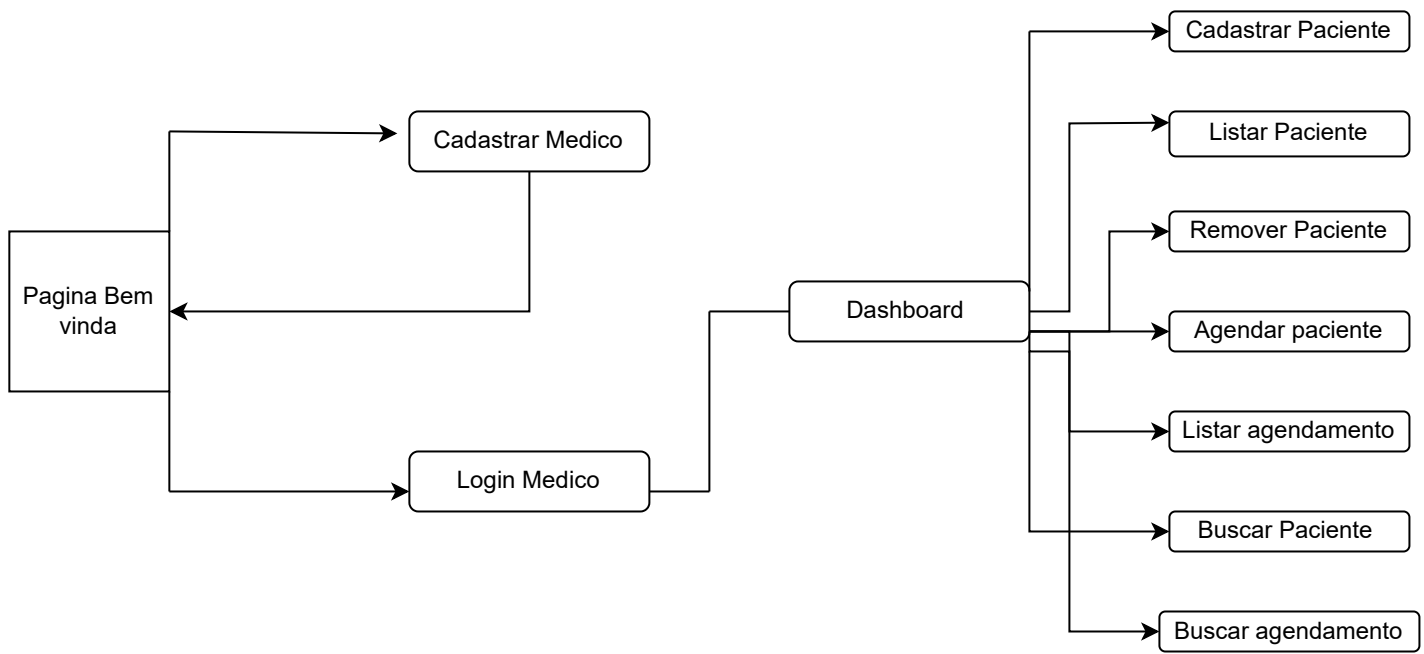 Pagina Bem
vinda
Cadastrar Medico
Login Medico
Dashboard
Cadastrar Paciente
Listar Paciente
Remover Paciente
Agendar paciente
Listar agendamento
Buscar Paciente
Buscar agendamento